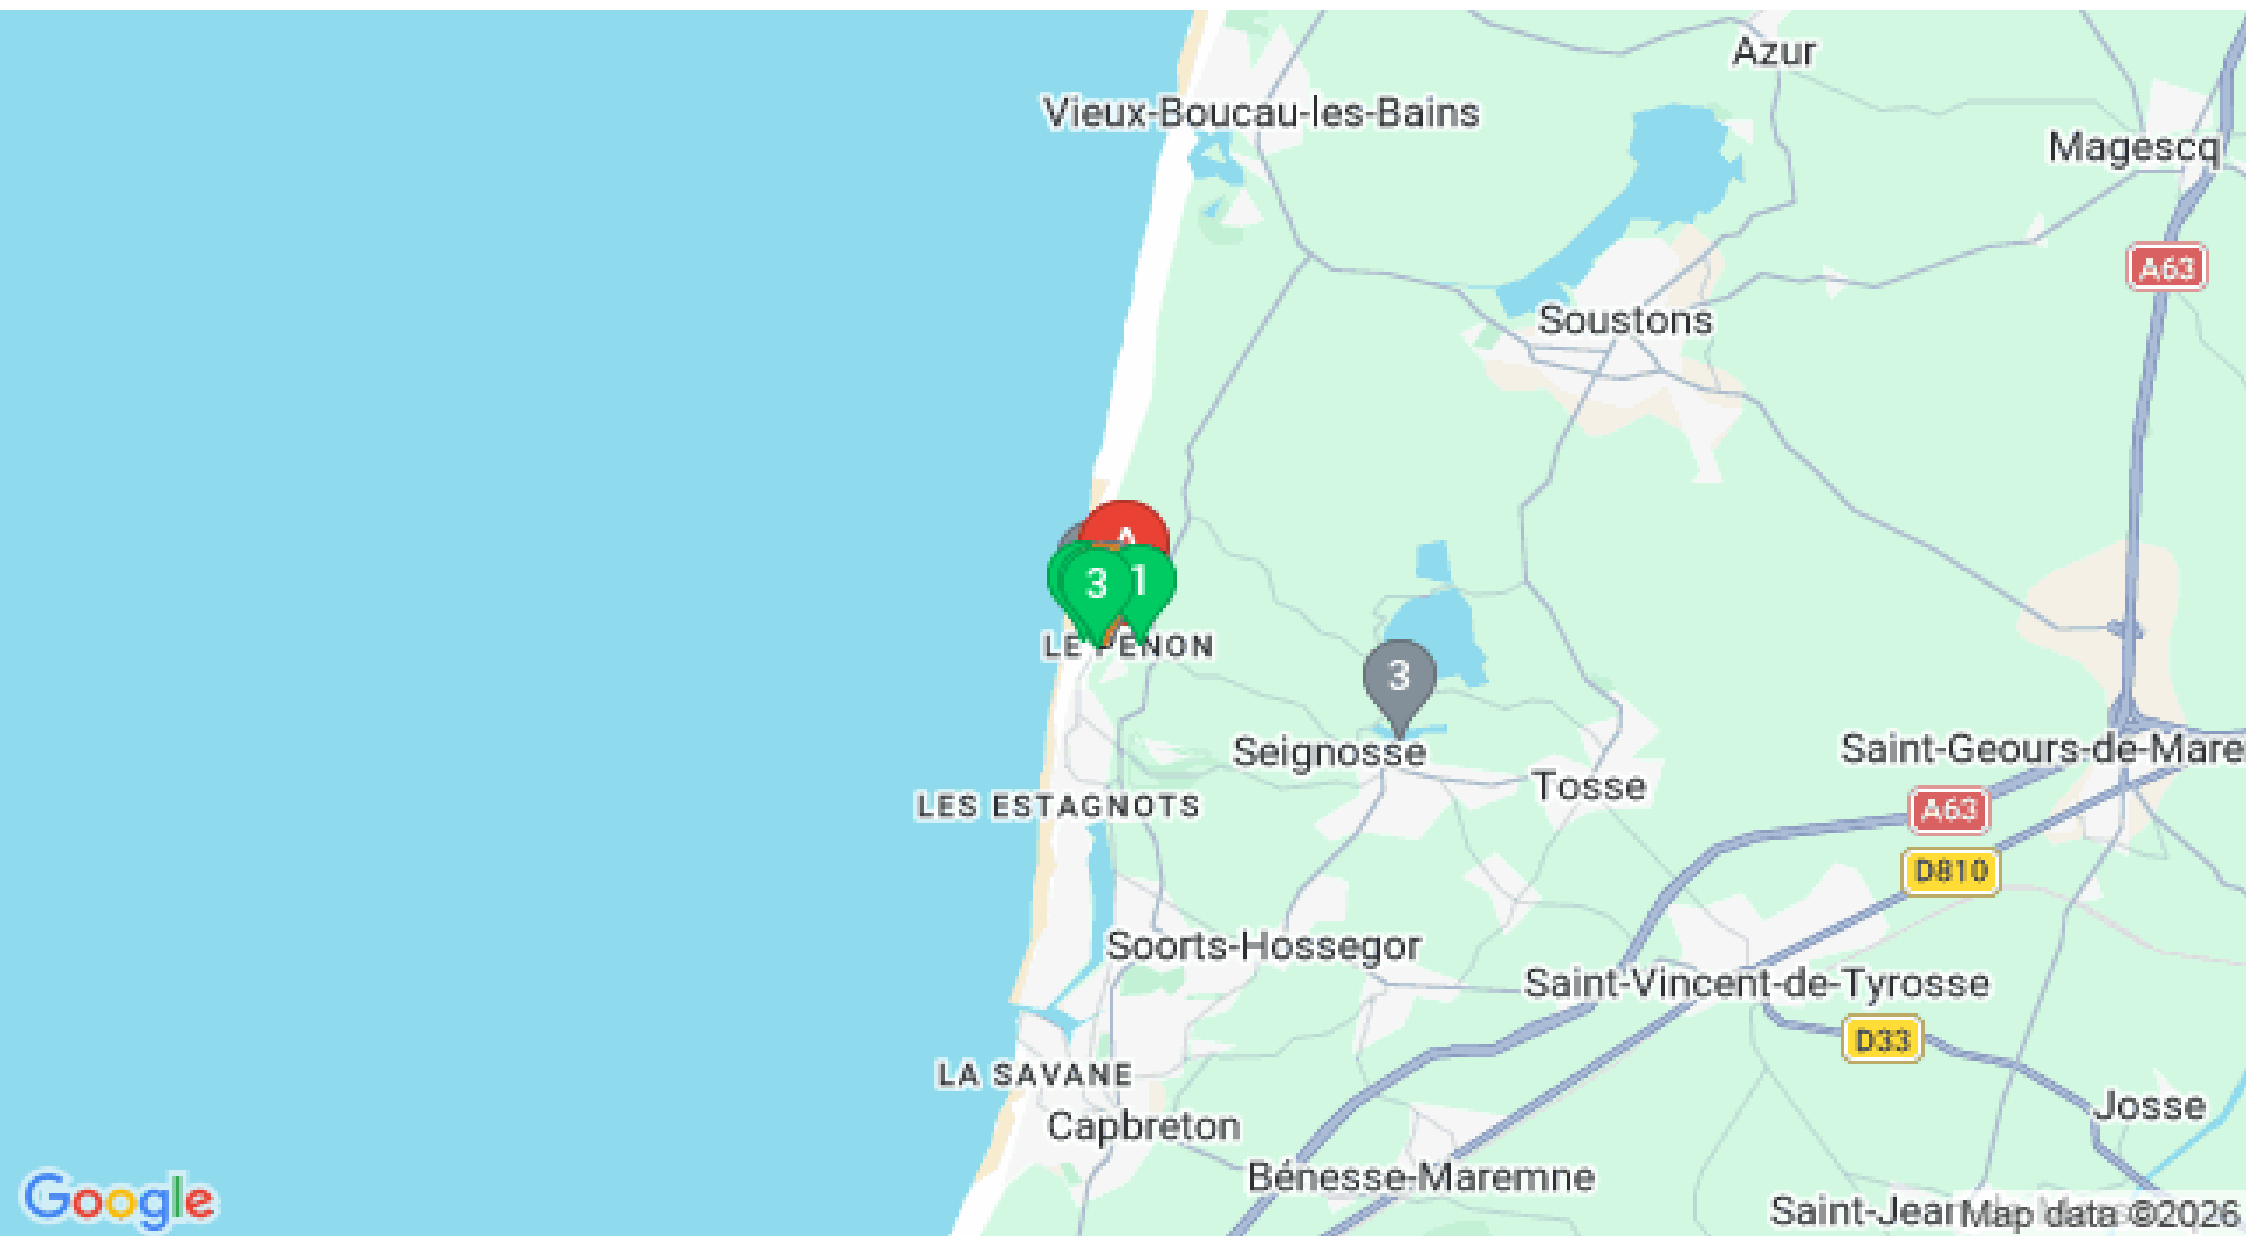 Azur
Vieux-Boucau-les-Bains
Magescq
A63
Soustons
3
1
LE PENON
3
Seignosse
Saint-Geours-de-Mare
Tosse
LES ESTAGNOTS
A63
D810
Soorts-Hossegor
Saint-Vincent-de-Tyrosse
D33
LA SAVANE
Josse
Capbreton
Bénesse-Maremne
Google
Map data ©2026